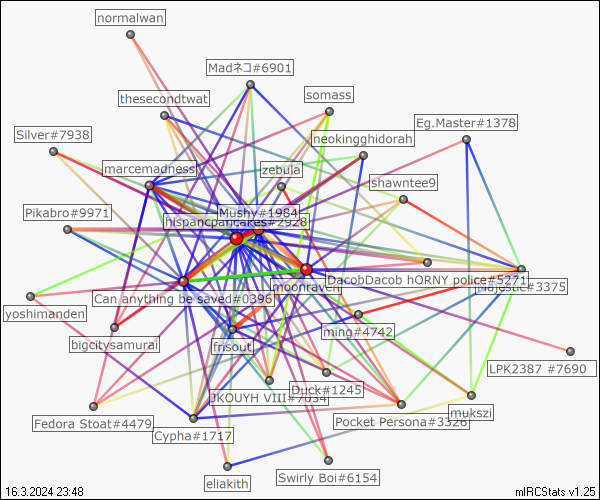 normalwan
Madネコ#6901
somass
thesecondtwat
Eg.Master#1378
Silver#7938
neokingghidorah
marcemadness
zebula
Shawntee9
Pikabro#9971
Mushy#1984
hispancpancakes#2928
DacobDacob hORNY police#5271
Majestic#3375
moonraven
Can anything be saved#0396
yoshimanden
ming#4742
bigcitysamurai
frisout
LPK2387 #7690
Duck#1245
JKOUYH VIII#7034
mukszi
Fedora Stoat#4479
Pocket Persona#3326
Cypha#1717
Swirly Boi#6154
eliakith
16.3.2024 23:48
mIRCStats v1.25